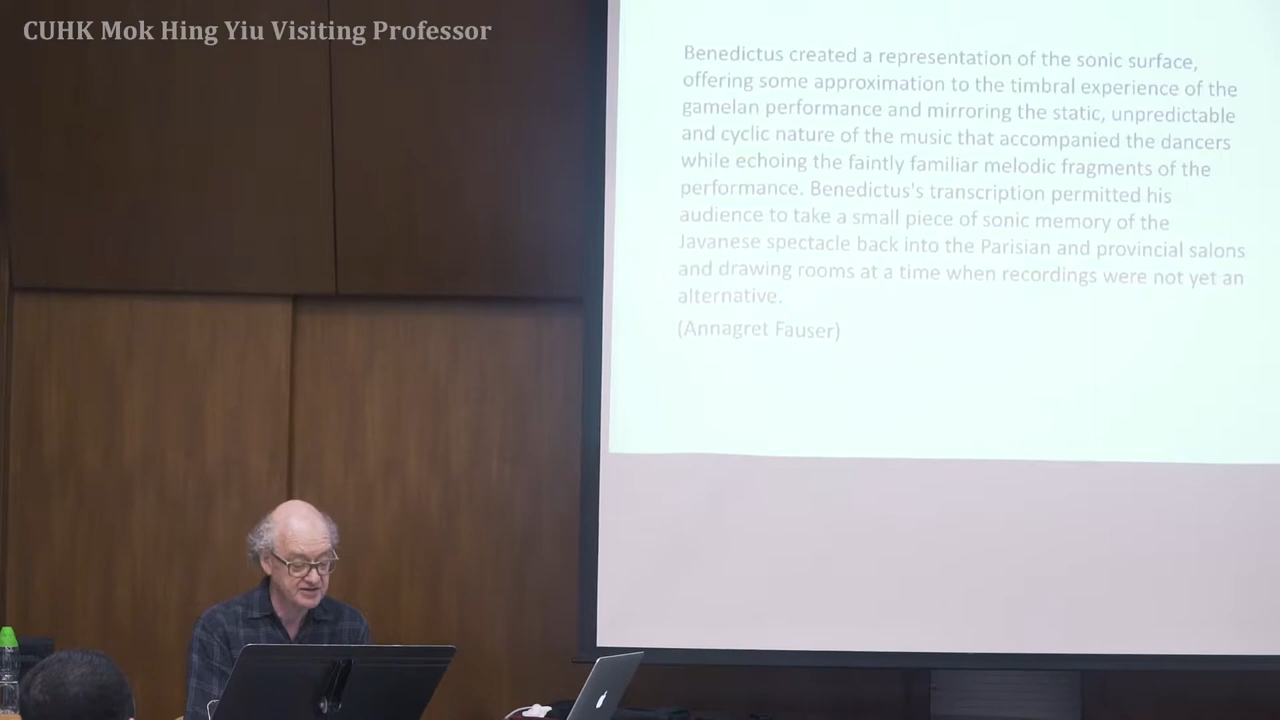 CUHK Mok Hing Yiu Visiting Professor
Benedictus created a representation of the sonic surface,
offering some approximation to the timbral experience of the
gamelan performance and mirroring the static, unpredictable
and cyclic nature of the music that accompanied the dancers
while echoing the faintly familiar melodic fragments of the
performance. Benedictus's transcription permitted his
audience to take a small piece of sonic memory of the
Javanese spectacle back into the Parisian and provincial salons
and drawing rooms at a time when recordings were not yet an
alternative.
(Annagret Fauser)